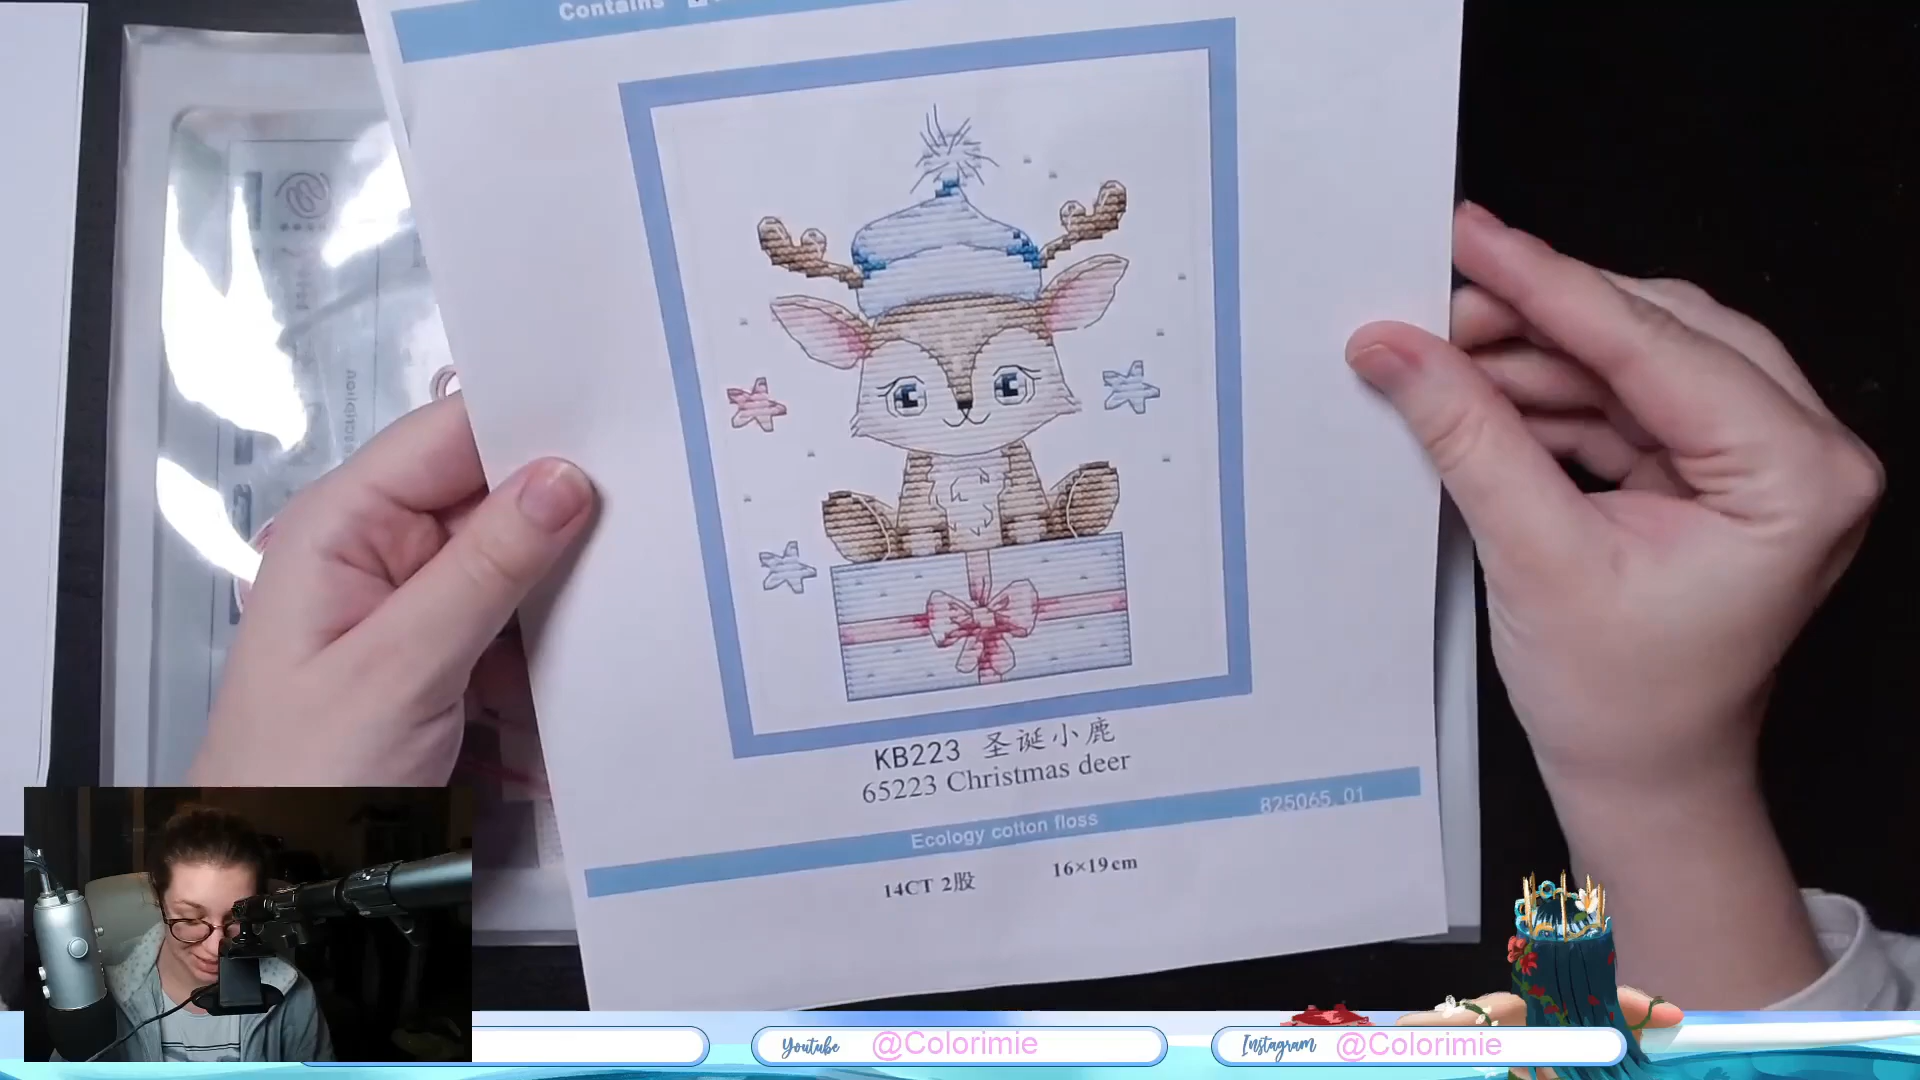 Contains
KB223 圣诞小鹿
65223 Christmas deer
825065.01
Ecology cotton floss
14CT 2股
16×19cm
Youtube
@Colorimie
Instagram
@Colorimie